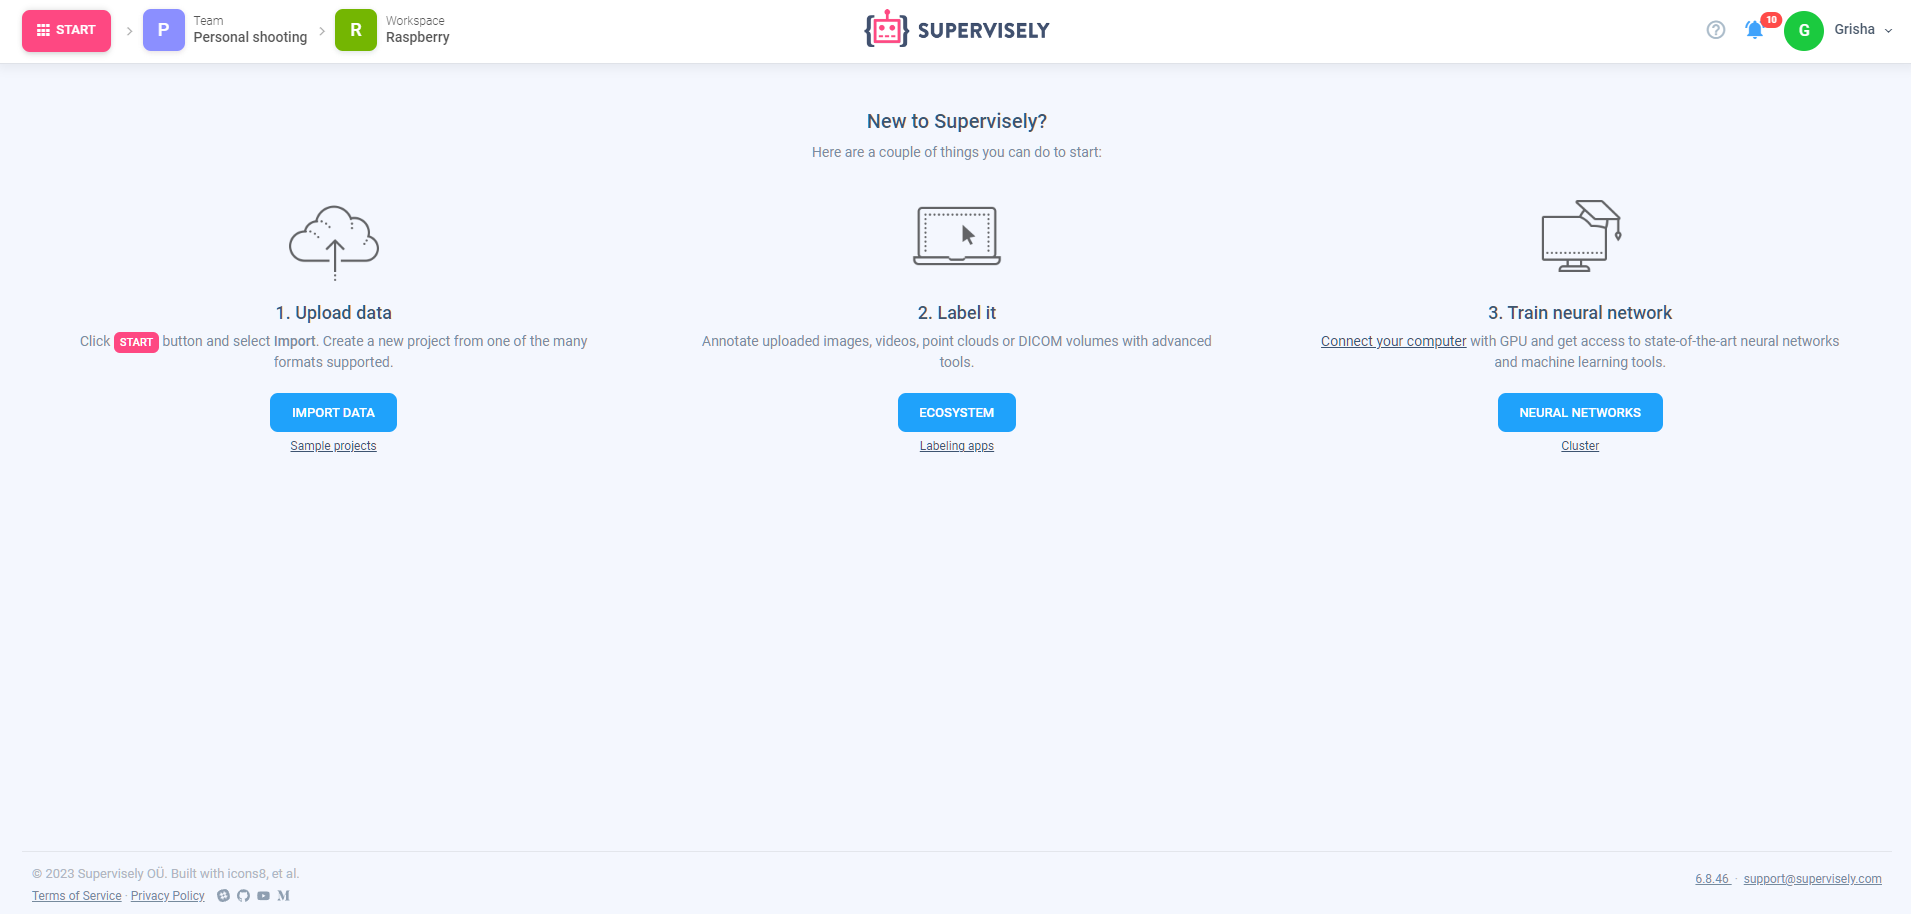 START
P
Team
Personal shooting
R
Workspace
Raspberry
SUPERVISELY
10
G
Grisha
New to Supervisely?
Here are a couple of things you can do to start:
1. Upload data
Click START button and select Import. Create a new project from one of the many
formats supported.
IMPORT DATA
Sample projects
2. Label it
Annotate uploaded images, videos, point clouds or DICOM volumes with advanced
tools.
ECOSYSTEM
Labeling apps
3. Train neural network
Connect your computer with GPU and get access to state-of-the-art neural networks
and machine learning tools.
NEURAL NETWORKS
Cluster
© 2023 Supervisely OÜ. Built with icons8, et al.
Terms of Service · Privacy Policy
6.8.46 · support@supervisely.com